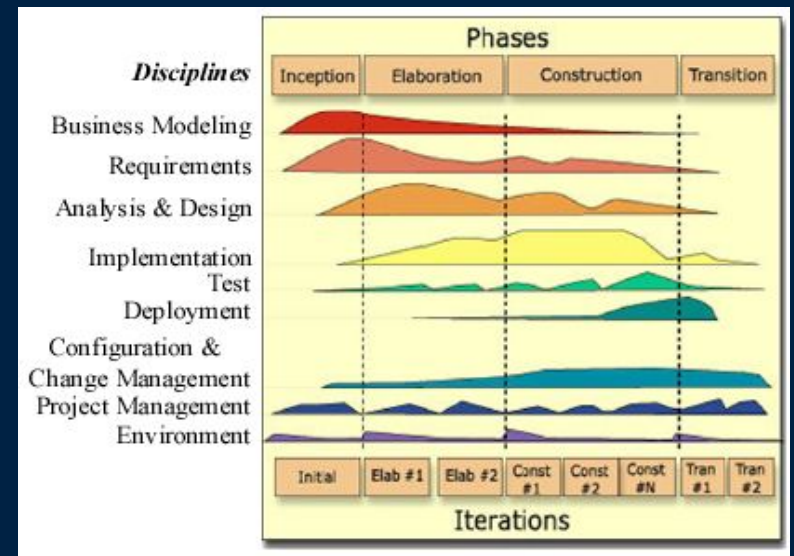 Phases
Disciplines
Inception
Elaboration
Construction
Transition
Business Modeling
Requirements
Analysis & Design
Implementation
Test
Deployment
Configuration &
Change Management
Project Management
Environment
Initial
Elab #1
Elab #2
Const
#1
Const
#2
Const
#N
Tran
#1
Tran
#2
Iterations